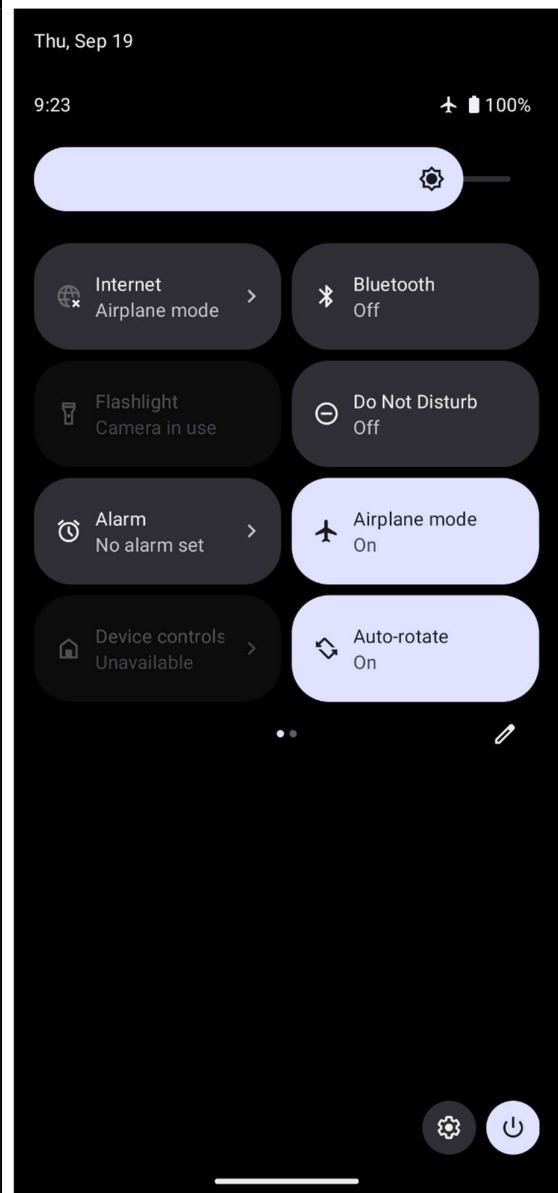 Thu, Sep 19
9:23 100%
Internet
Airplane mode
Bluetooth
Off
Flashlight
Camera in use
Do Not Disturb
Off
Alarm
No alarm set
Airplane mode
On
Device controls
Unavailable
Auto-rotate
On